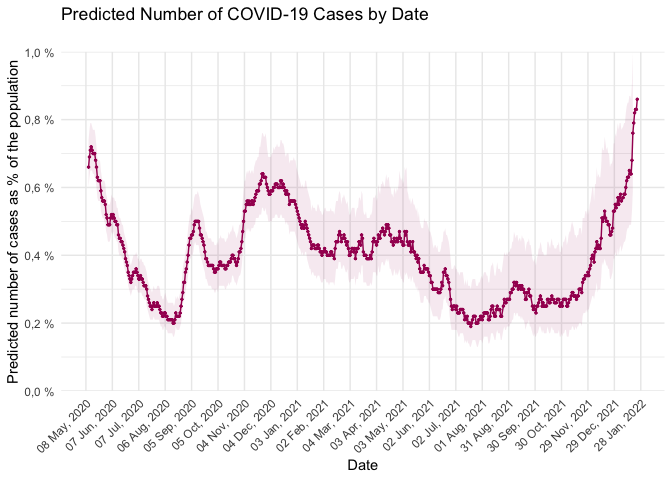 Predicted Number of COVID-19 Cases by Date
Predicted number of cases as % of the population
1,0 %
0,8 %
0,6 %
0,4 %
0,2 %
0,0 %
08 May, 2020
07 Jun, 2020
07 Jul, 2020
06 Aug, 2020
05 Sep, 2020
05 Oct, 2020
04 Nov, 2020
04 Dec, 2020
03 Jan, 2021
02 Feb, 2021
04 Mar, 2021
03 Apr, 2021
03 May, 2021
02 Jun, 2021
02 Jul, 2021
01 Aug, 2021
31 Aug, 2021
30 Sep, 2021
30 Oct, 2021
29 Nov, 2021
29 Dec, 2021
28 Jan, 2022
Date